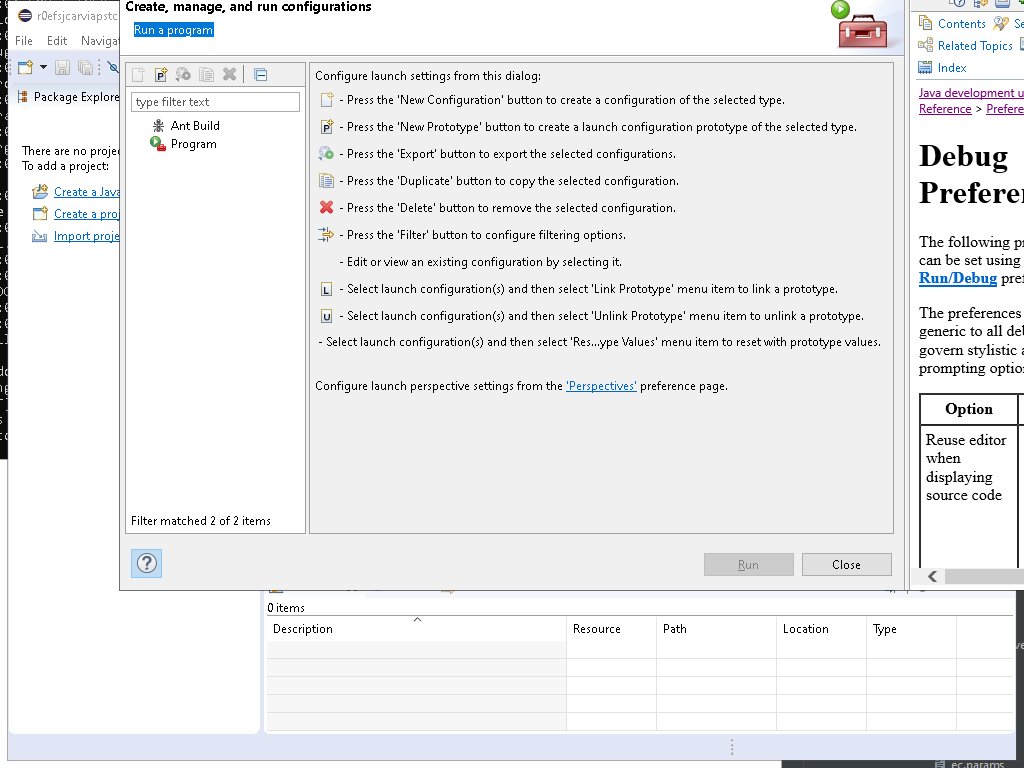 r0efsjcarviapstc
File Edit Naviga
Package Explore
There are no projec
To add a project:
Create a Java
Create a proj
Import proje
Create, manage, and run configurations
Run a program
type filter text
Ant Build
Program
Filter matched 2 of 2 items
Configure launch settings from this dialog:
- Press the 'New Configuration' button to create a configuration of the selected type.
- Press the 'New Prototype' button to create a launch configuration prototype of the selected type.
- Press the 'Export' button to export the selected configurations.
- Press the 'Duplicate' button to copy the selected configuration.
- Press the 'Delete' button to remove the selected configuration.
- Press the 'Filter' button to configure filtering options.
- Edit or view an existing configuration by selecting it.
- Select launch configuration(s) and then select 'Link Prototype' menu item to link a prototype.
- Select launch configuration(s) and then select 'Unlink Prototype' menu item to unlink a prototype.
- Select launch configuration(s) and then select 'Res...ype Values' menu item to reset with prototype values.
Configure launch perspective settings from the 'Perspectives' preference page.
Run Close
Contents Se
Related Topics
Index
Java development u
Reference > Prefere
Debug
Preferen
The following pr
can be set using
Run/Debug pref
The preferences
generic to all deb
govern stylistic a
prompting option
Option
Reuse editor
when
displaying
source code
0 items
Description Resource Path Location Type
ec.params